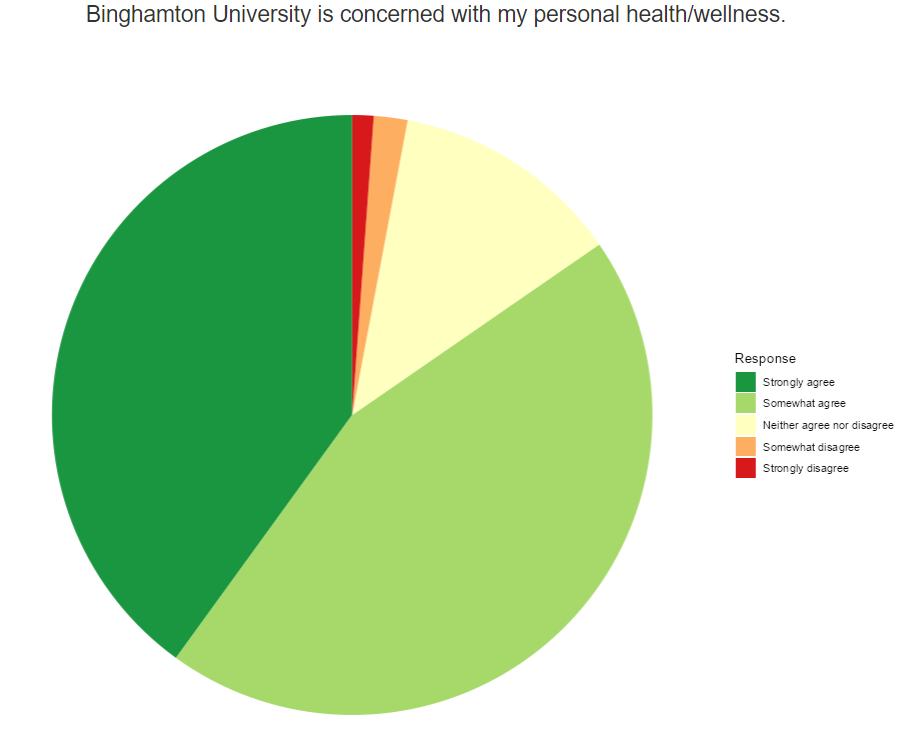 Binghamton University is concerned with my personal health/wellness.
Response
Strongly agree
Somewhat agree
Neither agree nor disagree
Somewhat disagree
Strongly disagree